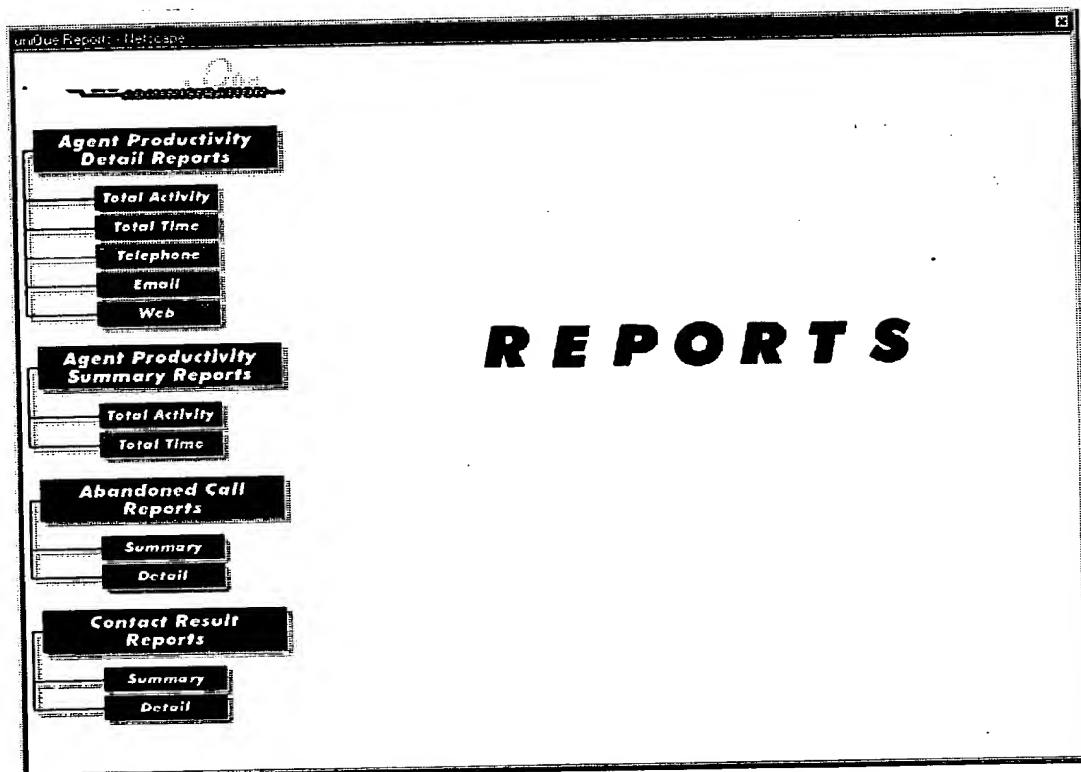 uniQue Reports - Netscape
Agent Productivity
Detail Reports
Total Activity
Total Time
Telephone
Email
Web
Agent Productivity
Summary Reports
Total Activity
Total Time
Abandoned Call
Reports
Summary
Detail
Contact Result
Reports
Summary
Detail
REPORTS